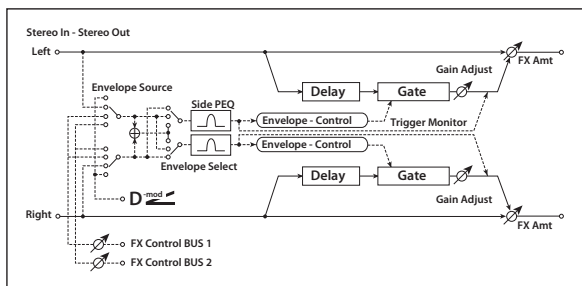 Stereo In - Stereo Out
Left
FX Amt
Gain Adjust
Envelope Source
Side PEQ
Delay
Gate
Envelope - Control
Trigger Monitor
Envelope - Control
Envelope Select
D-mod
Delay
Gate
Gain Adjust
Right
FX Amt
FX Control BUS 1
FX Control BUS 2